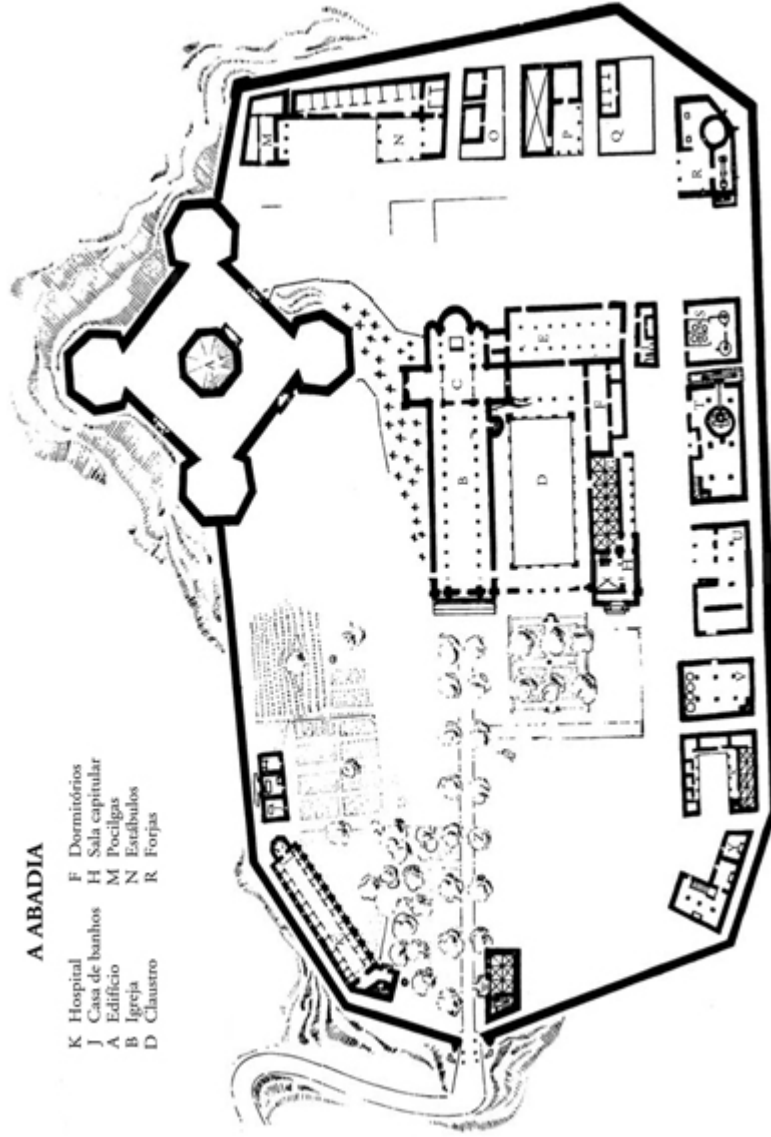 A ABADIA
K Hospital
J Casa de banhos
A Edifício
B Igreja
D Claustro
F Dormitórios
H Sala capitular
M Pocilgas
N Estábulos
R Forjas
M
N
O
P
Q
R
A
C
E
B
D
F
H
S
T
U
V
Z